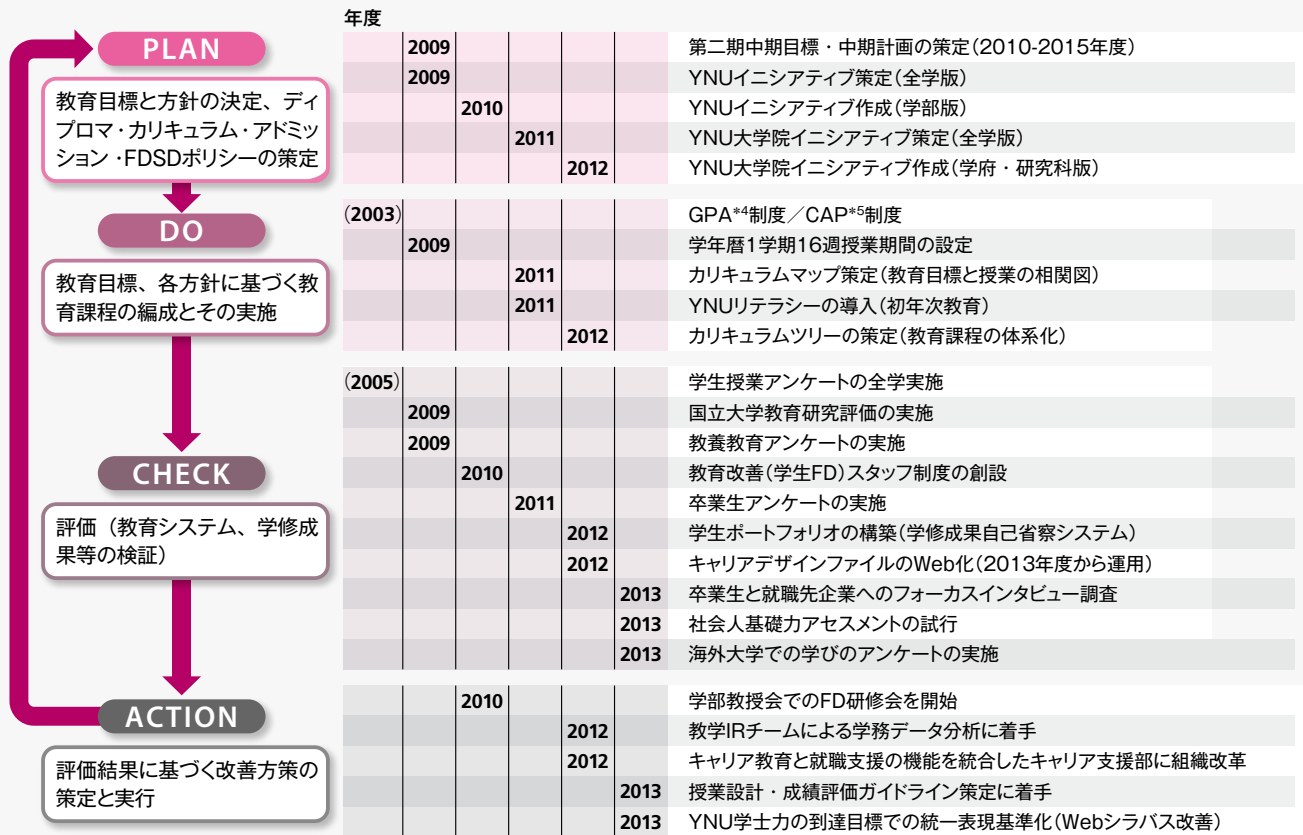 年度
PLAN
教育目標と方針の決定、ディ
プロマ・カリキュラム・アドミッ
ション・FDSDポリシーの策定
2009 第二期中期目標・中期計画の策定(2010-2015年度)
2009 YNUイニシアティブ策定(全学版)
2010 YNUイニシアティブ作成(学部版)
2011 YNU大学院イニシアティブ策定(全学版)
2012 YNU大学院イニシアティブ作成(学府・研究科版)
DO
教育目標、各方針に基づく教
育課程の編成とその実施
(2003) GPA*4制度／CAP*5制度
2009 学年暦1学期16週授業期間の設定
2011 カリキュラムマップ策定(教育目標と授業の相関図)
2011 YNUリテラシーの導入(初年次教育)
2012 カリキュラムツリーの策定(教育課程の体系化)
CHECK
評価（教育システム、学修成
果等の検証）
(2005) 学生授業アンケートの全学実施
2009 国立大学教育研究評価の実施
2009 教養教育アンケートの実施
2010 教育改善(学生FD)スタッフ制度の創設
2011 卒業生アンケートの実施
2012 学生ポートフォリオの構築(学修成果自己省察システム)
2012 キャリアデザインファイルのWeb化(2013年度から運用)
2013 卒業生と就職先企業へのフォーカスインタビュー調査
2013 社会人基礎力アセスメントの試行
2013 海外大学での学びのアンケートの実施
ACTION
評価結果に基づく改善方策の
策定と実行
2010 学部教授会でのFD研修会を開始
2012 教学IRチームによる学務データ分析に着手
2012 キャリア教育と就職支援の機能を統合したキャリア支援部に組織改革
2013 授業設計・成績評価ガイドライン策定に着手
2013 YNU学士力の到達目標での統一表現基準化(Webシラバス改善)